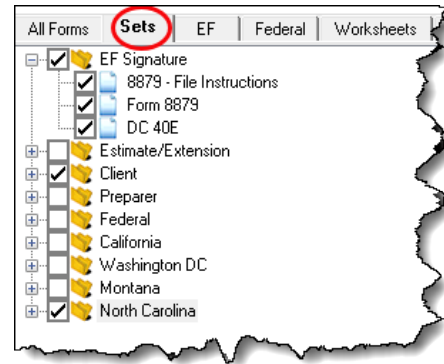 All Forms Sets EF Federal Worksheets
EF Signature
8879 - File Instructions
Form 8879
DC 40E
Estimate/Extension
Client
Preparer
Federal
California
Washington DC
Montana
North Carolina